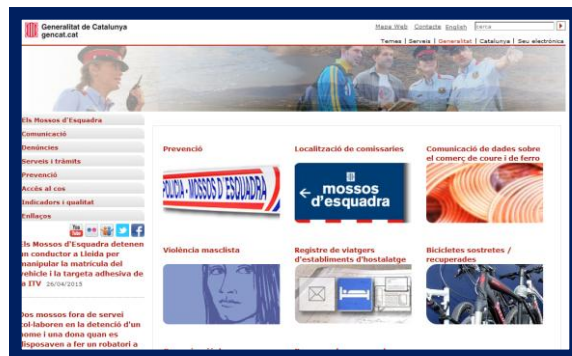 Generalitat de Catalunya
gencat.cat
Mapa Web Contacte English cerca
Temes | Serveis | Generalitat | Catalunya | Seu electrònica
Els Mossos d'Esquadra
Comunicació
Denúncies
Serveis i tràmits
Prevenció
Accés al cos
Indicadors i qualitat
Enllaços
You Tube
Els Mossos d'Esquadra detenen
un conductor a Lleida per
manipular la matrícula del
vehicle i la targeta adhesiva de
la ITV 26/04/2015
Dos mossos fora de servei
col·laboren en la detenció d'un
home i una dona quan es
disposaven a fer un robatori a
Prevenció
POLICIA - MOSSOS D'ESQUADRA
Localització de comissaries
mossos
d'esquadra
Comunicació de dades sobre
el comerç de coure i de ferro
Violència masclista
Registre de viatgers
d'establiments d'hostalatge
Bicicletes sostretes /
recuperades